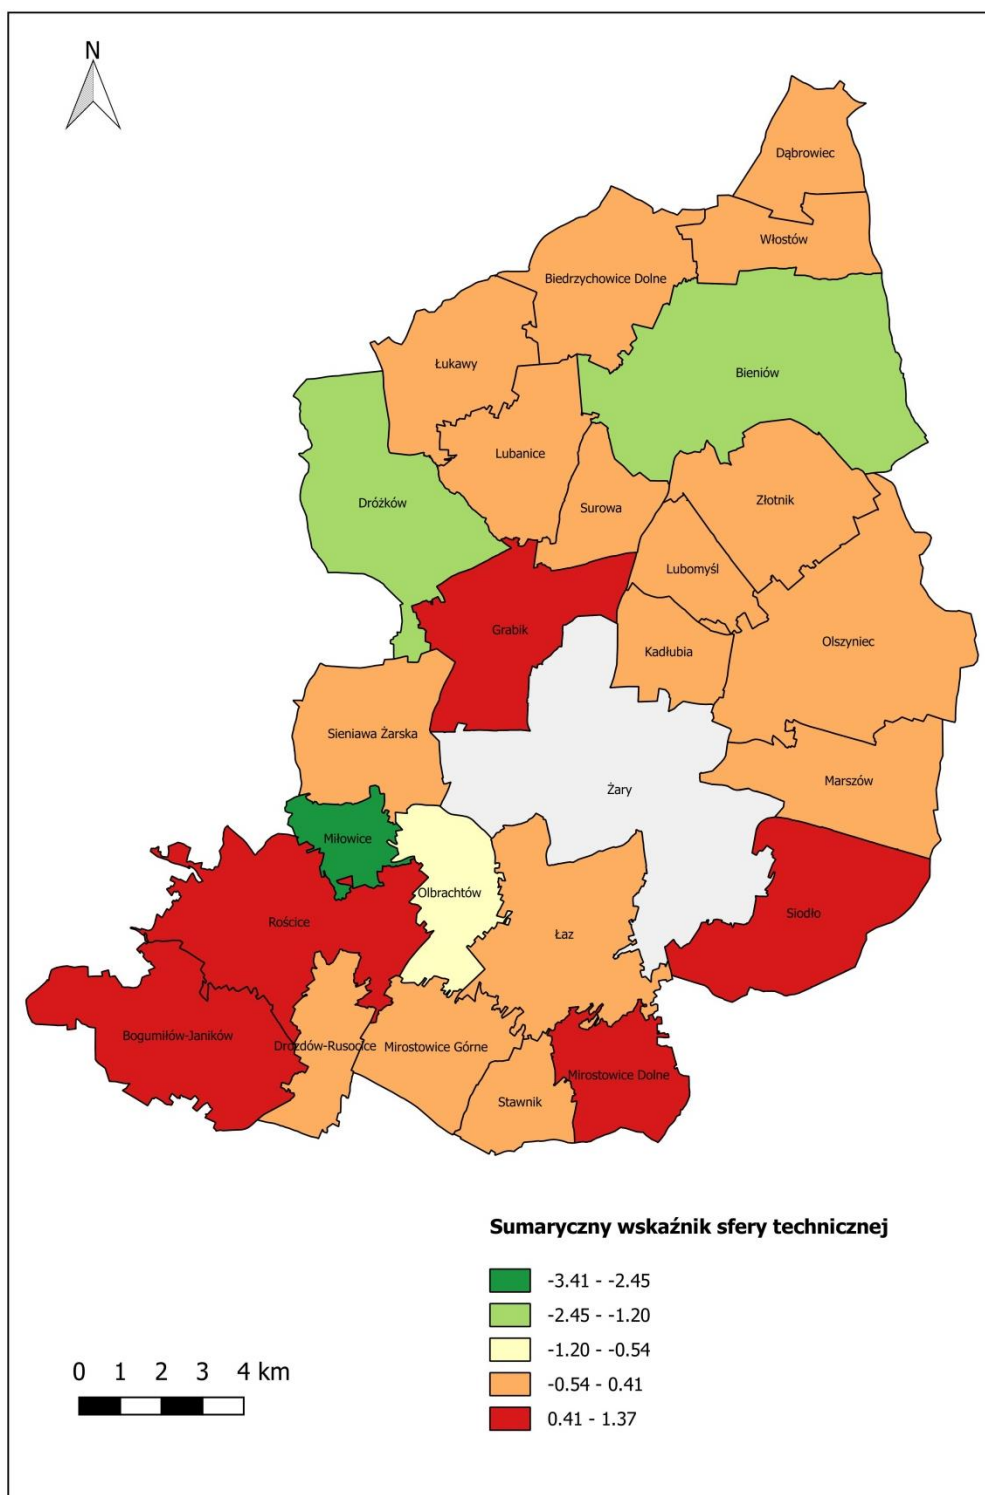 N
Dąbrowiec
Włostów
Biedrzychowice Dolne
Łukawy
Bieniów
Lubanice
Dróżków
Złotnik
Surowa
Lubomyśl
Grabik
Olszyniec
Kadłubia
Sieniawa Żarska
Marszów
Żary
Miłowice
Olbrachtów
Siodło
Rościce
Łaz
Bogumiłów-Janików
Drozdów-Rusocice
Mirostowice Górne
Mirostowice Dolne
Stawnik
Sumaryczny wskaźnik sfery technicznej
-3.41 - -2.45
-2.45 - -1.20
-1.20 - -0.54
-0.54 - 0.41
0.41 - 1.37
0 1 2 3 4 km